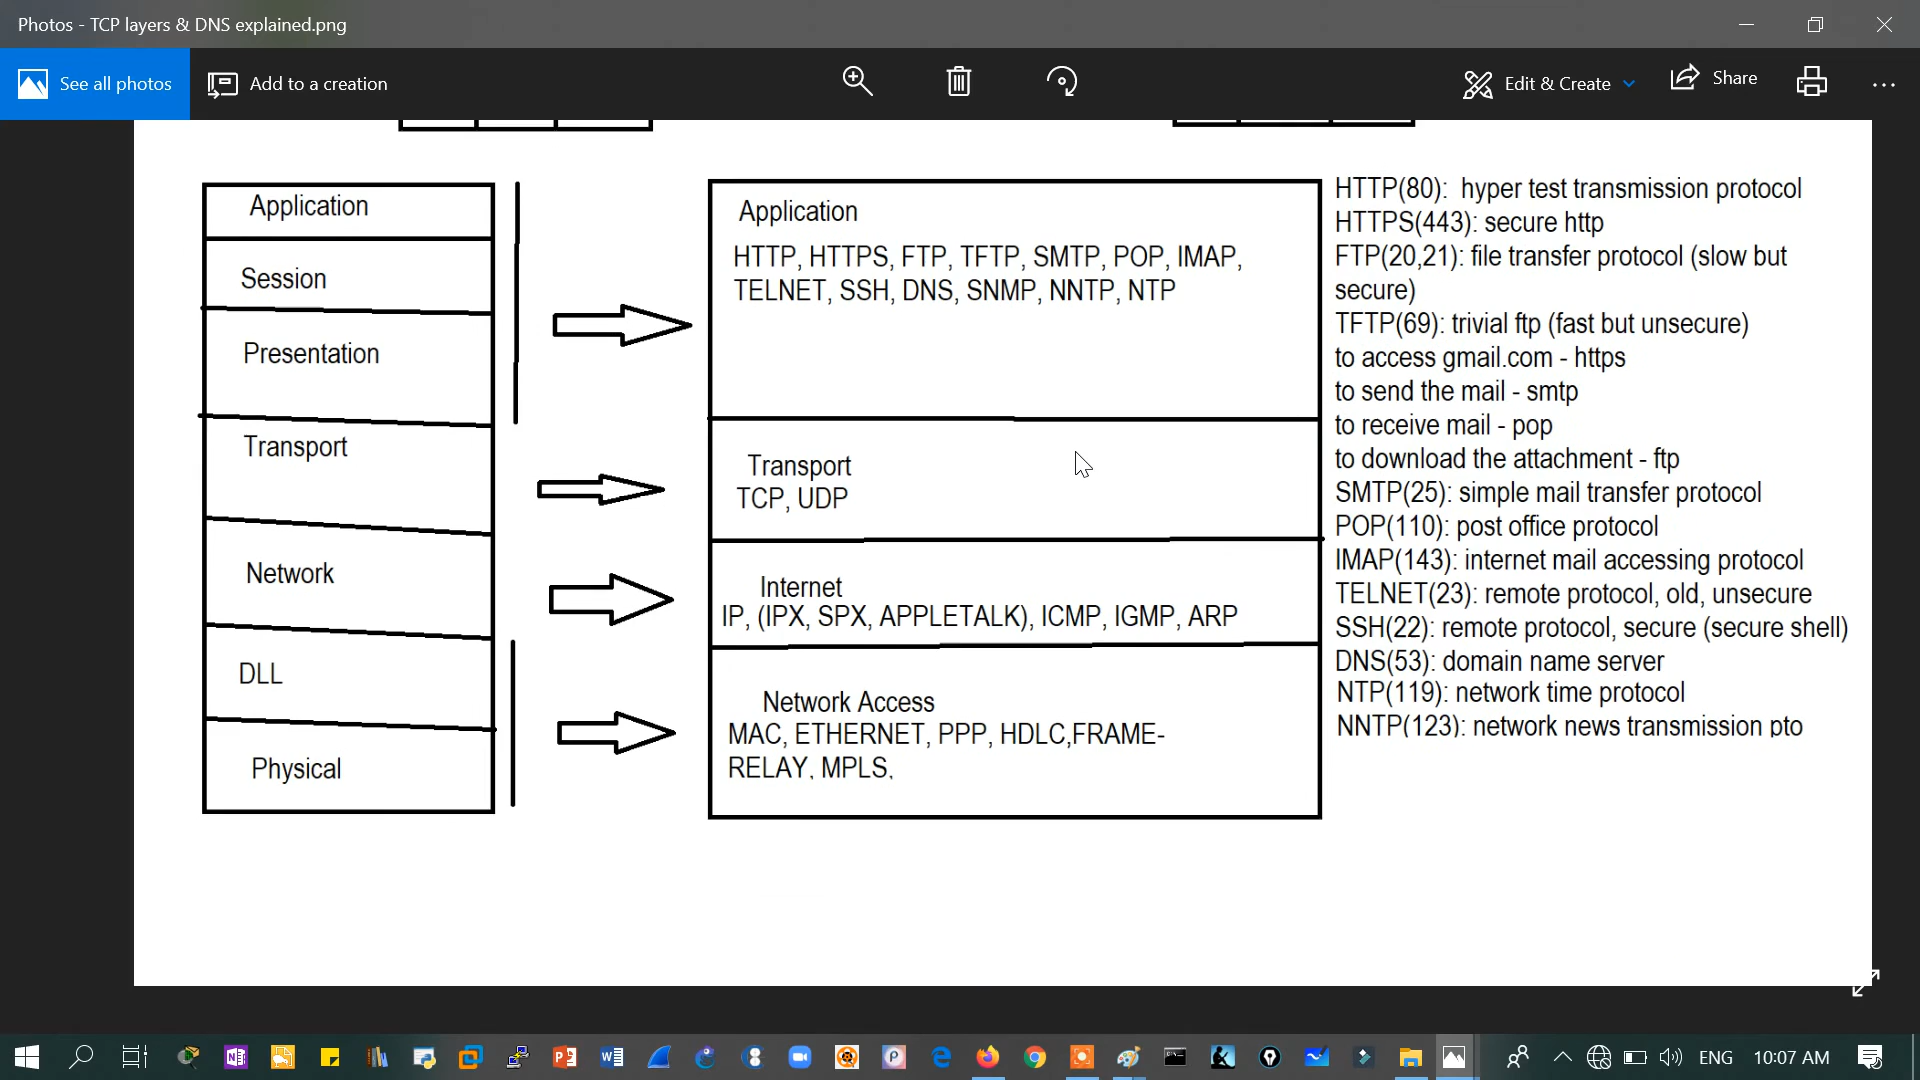 Photos - TCP layers & DNS explained.png
See all photos
Add to a creation
Edit & Create
Share
Application
Session
Presentation
Transport
Network
DLL
Physical
Application
HTTP, HTTPS, FTP, TFTP, SMTP, POP, IMAP,
TELNET, SSH, DNS, SNMP, NNTP, NTP
Transport
TCP, UDP
Internet
IP, (IPX, SPX, APPLETALK), ICMP, IGMP, ARP
Network Access
MAC, ETHERNET, PPP, HDLC,FRAME-
RELAY, MPLS,
HTTP(80): hyper test transmission protocol
HTTPS(443): secure http
FTP(20,21): file transfer protocol (slow but
secure)
TFTP(69): trivial ftp (fast but unsecure)
to access gmail.com - https
to send the mail - smtp
to receive mail - pop
to download the attachment - ftp
SMTP(25): simple mail transfer protocol
POP(110): post office protocol
IMAP(143): internet mail accessing protocol
TELNET(23): remote protocol, old, unsecure
SSH(22): remote protocol, secure (secure shell)
DNS(53): domain name server
NTP(119): network time protocol
NNTP(123): network news transmission pto
ENG
10:07 AM